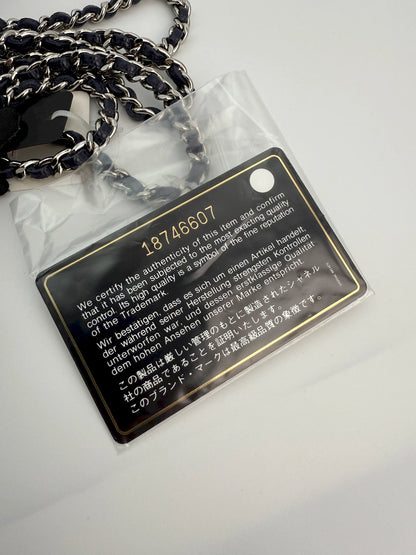 18746607
We certify the authenticity of this item and confirm
that it has been subjected to the most exacting quality
control. Its high quality is a symbol of the fine reputation
of the Trademark.
Wir bestätigen, dass es sich um einen Artikel handelt,
der während seiner Herstellung strengsten Kontrollen
unterworfen war, und dessen erstklassige Qualität
dem hohen Ansehen unserer Marke entspricht.
この製品は厳しい管理のもとに製造されたシャネル
社の商品であることを証明いたします。
このブランド・マークは最高級品質の象徴です。